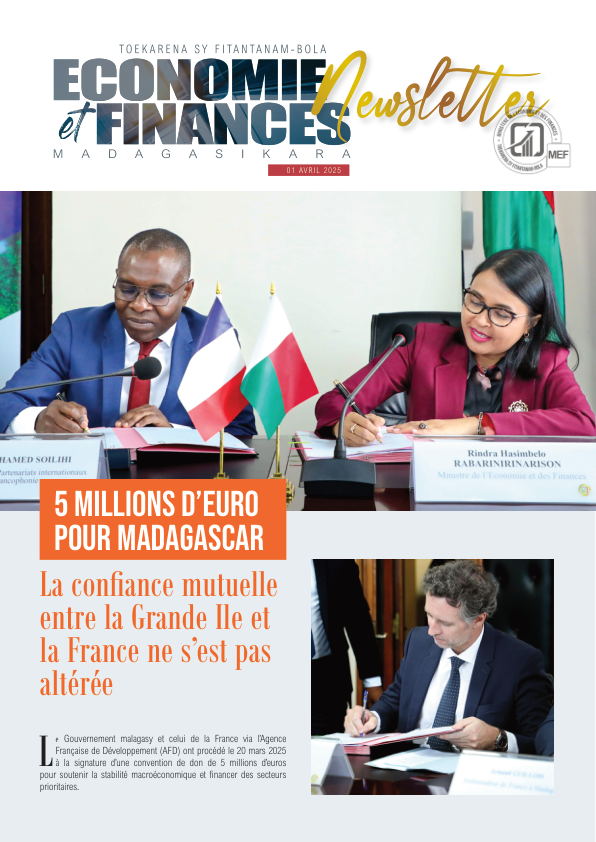 TOEKARENA SY FITANTANAM-BOLA
ECONOMIE
et FINANCES
Newsletter
MADAGASIKARA
MEF
01 AVRIL 2025
HAMED SOILIHI
Partenariats internationaux
ancophonie
Rindra Hasimbelo
RABARINIRINARISON
Ministre de l'Economie et des Finances
5 MILLIONS D'EURO
POUR MADAGASCAR
La confiance mutuelle
entre la Grande Ile et
la France ne s'est pas
altérée
Le Gouvernement malagasy et celui de la France via l'Agence
Française de Développement (AFD) ont procédé le 20 mars 2025
à la signature d'une convention de don de 5 millions d'euros
pour soutenir la stabilité macroéconomique et financer des secteurs
prioritaires.